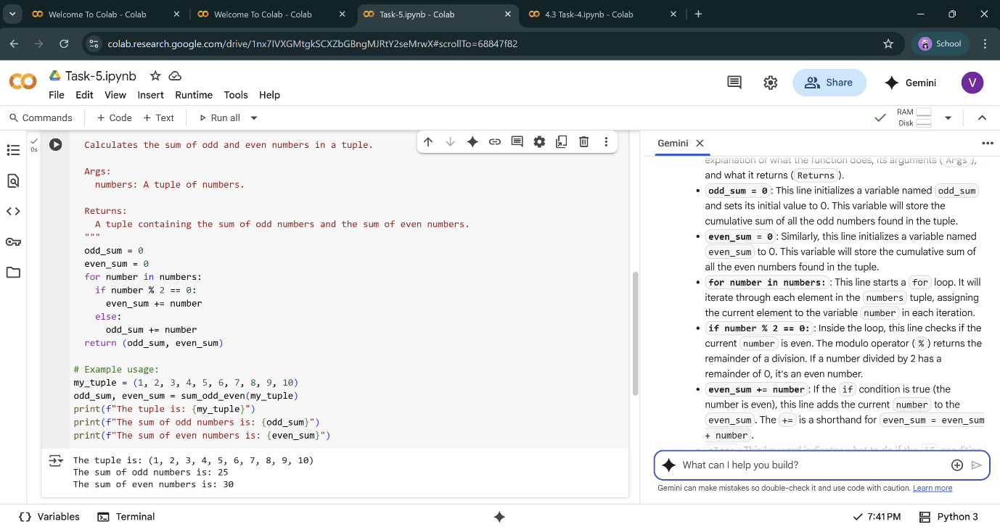 Welcome To Colab - Colab
Welcome To Colab - Colab
Task-5.ipynb - Colab
4.3 Task-4.ipynb - Colab
colab.research.google.com/drive/1nx7IVXGMtgkSCXZbGBngMJRtY2seMrwX#scrollTo=68847f82
School
Task-5.ipynb
File Edit View Insert Runtime Tools Help
Share
Gemini
V
Commands + Code + Text Run all
RAM
Disk
0s
Calculates the sum of odd and even numbers in a tuple.
Args:
numbers: A tuple of numbers.
Returns:
A tuple containing the sum of odd numbers and the sum of even numbers.
"""
odd_sum = 0
even_sum = 0
for number in numbers:
if number % 2 == 0:
even_sum += number
else:
odd_sum += number
return (odd_sum, even_sum)
# Example usage:
my_tuple = (1, 2, 3, 4, 5, 6, 7, 8, 9, 10)
odd_sum, even_sum = sum_odd_even(my_tuple)
print(f"The tuple is: {my_tuple}")
print(f"The sum of odd numbers is: {odd_sum}")
print(f"The sum of even numbers is: {even_sum}")
The tuple is: (1, 2, 3, 4, 5, 6, 7, 8, 9, 10)
The sum of odd numbers is: 25
The sum of even numbers is: 30
Gemini
explanation of what the function does, its arguments ( Args ),
and what it returns ( Returns ).
odd_sum = 0 : This line initializes a variable named odd_sum
and sets its initial value to 0. This variable will store the
cumulative sum of all the odd numbers found in the tuple.
even_sum = 0 : Similarly, this line initializes a variable named
even_sum to 0. This variable will store the cumulative sum of
all the even numbers found in the tuple.
for number in numbers: : This line starts a for loop. It will
iterate through each element in the numbers tuple, assigning
the current element to the variable number in each iteration.
if number % 2 == 0: : Inside the loop, this line checks if the
current number is even. The modulo operator ( % ) returns the
remainder of a division. If a number divided by 2 has a
remainder of 0, it's an even number.
even_sum += number : If the if condition is true (the
number is even), this line adds the current number to the
even_sum . The += is a shorthand for even_sum = even_sum
+ number .
else: : This keyword indicates what to do if the if condition
What can I help you build?
Gemini can make mistakes so double-check it and use code with caution. Learn more
{} Variables Terminal
7:41 PM Python 3